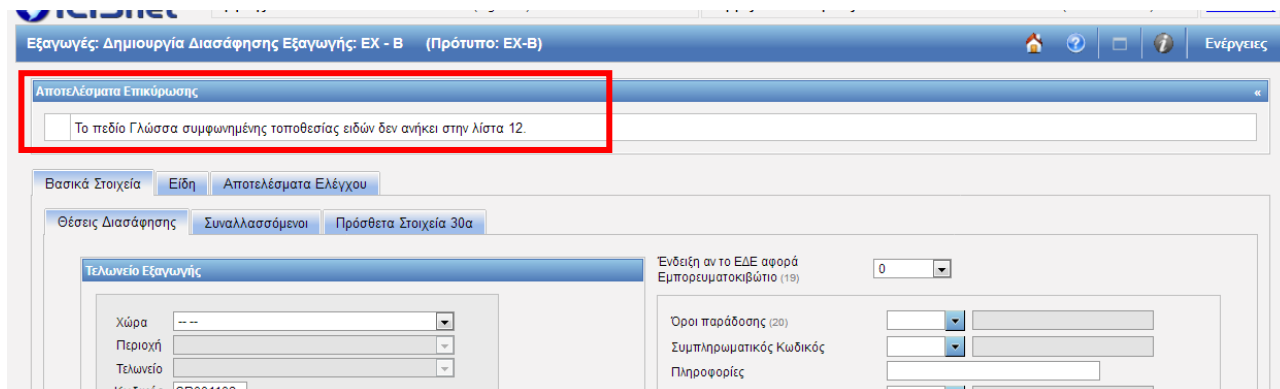 Εξαγωγές: Δημιουργία Διασάφησης Εξαγωγής: EX - B (Πρότυπο: EX-B)
Ενέργειες
Αποτελέσματα Επικύρωσης
«
Το πεδίο Γλώσσα συμφωνημένης τοποθεσίας ειδών δεν ανήκει στην λίστα 12.
Βασικά Στοιχεία Είδη Αποτελέσματα Ελέγχου
Θέσεις Διασάφησης Συναλλασσόμενοι Πρόσθετα Στοιχεία 30α
Τελωνείο Εξαγωγής
Χώρα -- --
Περιοχή
Τελωνείο
Ένδειξη αν το ΕΔΕ αφορά
Εμπορευματοκιβώτιο (19) 0
Όροι παράδοσης (20)
Συμπληρωματικός Κωδικός
Πληροφορίες